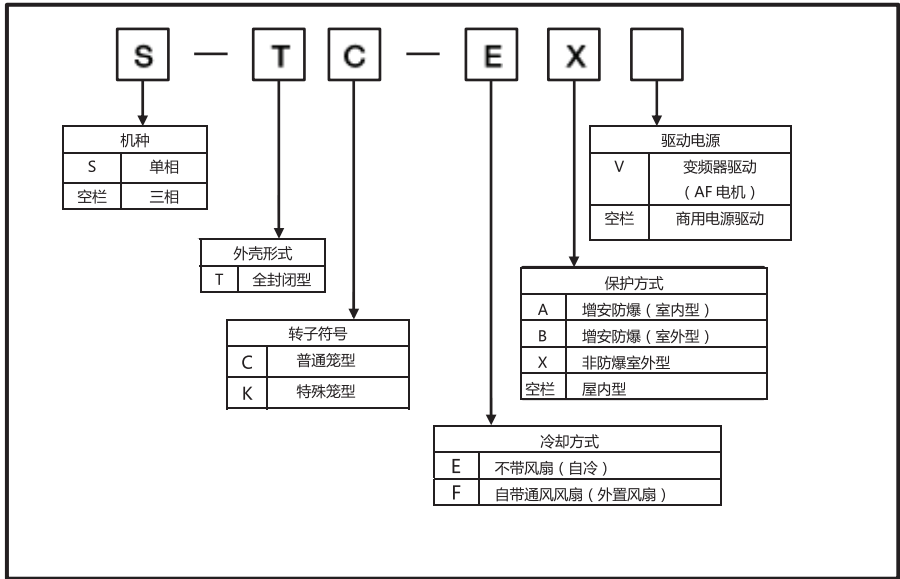 S — T C — E X
机种
S 单相
空栏 三相
驱动电源
V 变频器驱动
（AF 电机）
空栏 商用电源驱动
外壳形式
T 全封闭型
保护方式
A 增安防爆（室内型）
B 增安防爆（室外型）
X 非防爆室外型
空栏 屋内型
转子符号
C 普通笼型
K 特殊笼型
冷却方式
E 不带风扇（自冷）
F 自带通风风扇（外置风扇）